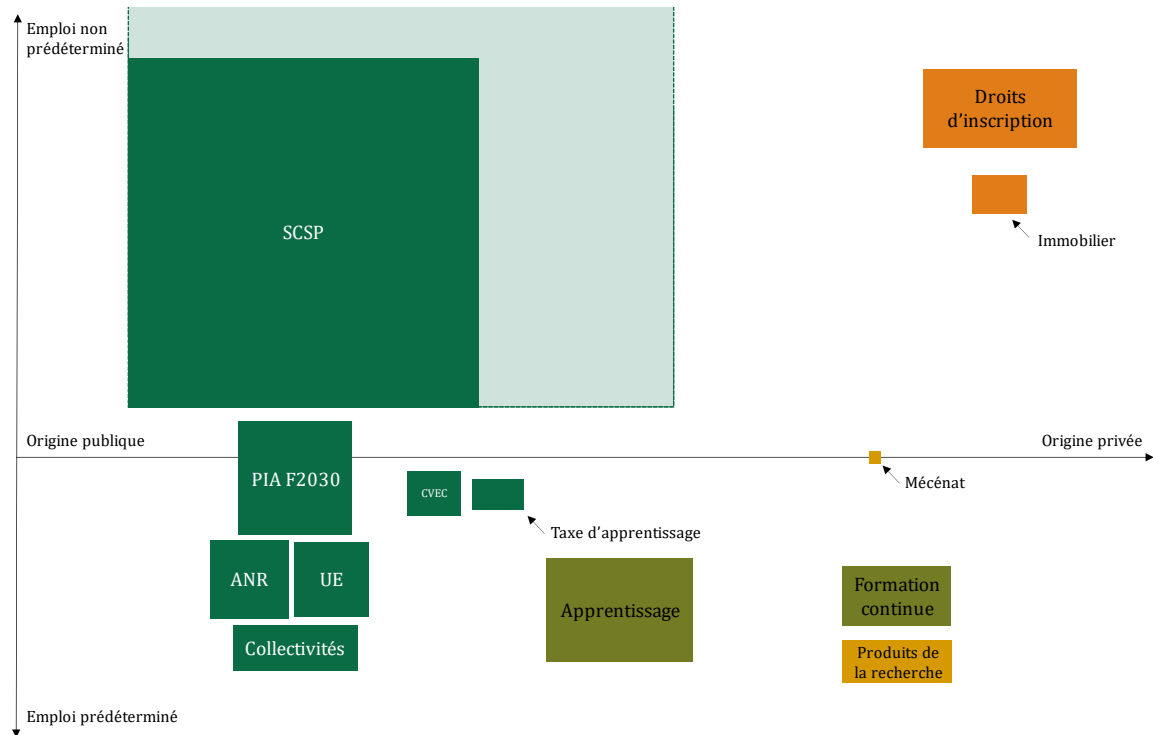 Emploi non
prédéterminé
Droits
d’inscription
SCSP
Immobilier
Origine publique
Origine privée
PIA F2030
CVEC
Mécénat
Taxe d’apprentissage
ANR
UE
Apprentissage
Formation
continue
Collectivités
Produits de
la recherche
Emploi prédéterminé